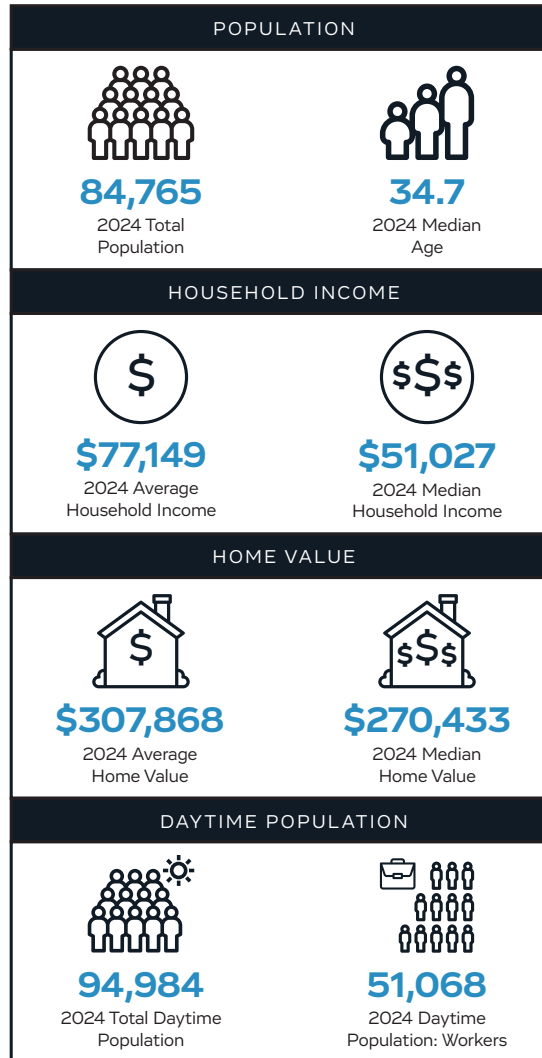 POPULATION
84,765
2024 Total
Population
34.7
2024 Median
Age
HOUSEHOLD INCOME
$
$77,149
2024 Average
Household Income
$$$
$51,027
2024 Median
Household Income
HOME VALUE
$
$307,868
2024 Average
Home Value
$$$
$270,433
2024 Median
Home Value
DAYTIME POPULATION
94,984
2024 Total Daytime
Population
51,068
2024 Daytime
Population: Workers